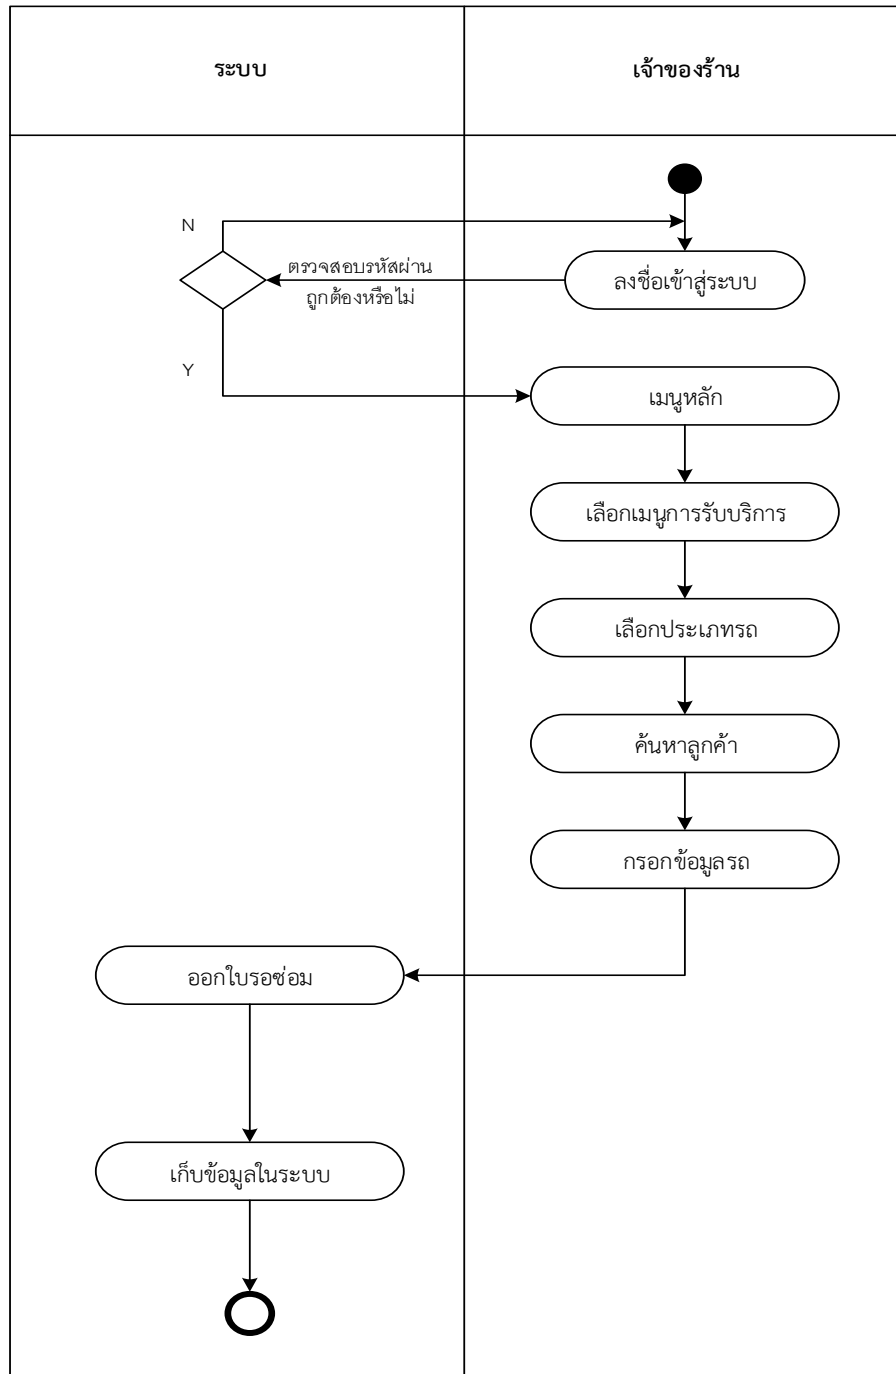 ระบบ
เจ้าของร้าน
N
ตรวจสอบรหัสผ่าน
ถูกต้องหรือไม่
ลงชื่อเข้าสู่ระบบ
Y
เมนูหลัก
เลือกเมนูการรับบริการ
เลือกประเภทรถ
ค้นหาลูกค้า
กรอกข้อมูลรถ
ออกใบรอซ่อม
เก็บข้อมูลในระบบ